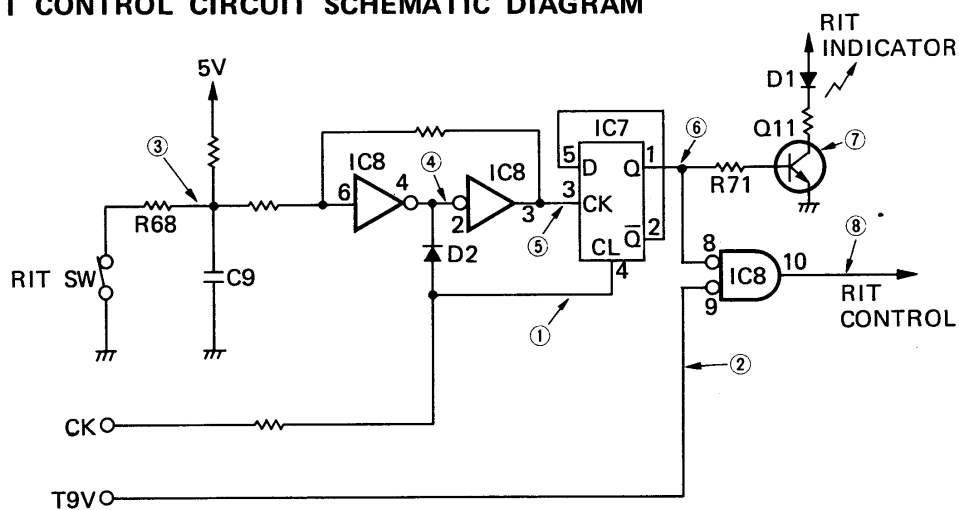 T CONTROL CIRCUIT SCHEMATIC DIAGRAM
RIT
INDICATOR
5V
D1
Q11
③
IC8
④
IC8
IC7
⑥
⑦
6
4
2
3
5
D
Q
1
3
CK
R71
R68
⑤
Q̅
2
CL
4
⑧
D2
8
IC8
10
9
RIT SW
C9
RIT
CONTROL
①
②
CK
T9V